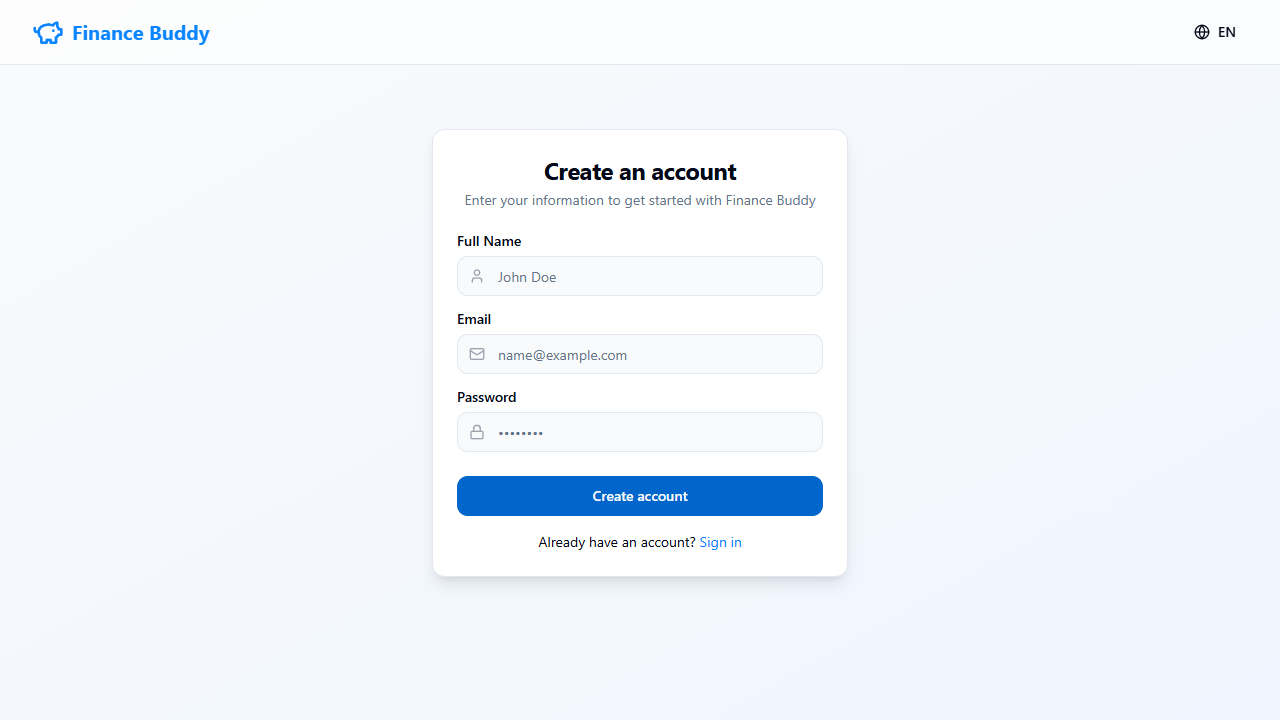 Finance Buddy
EN
Create an account
Enter your information to get started with Finance Buddy
Full Name
John Doe
Email
name@example.com
Password
••••••••
Create account
Already have an account? Sign in